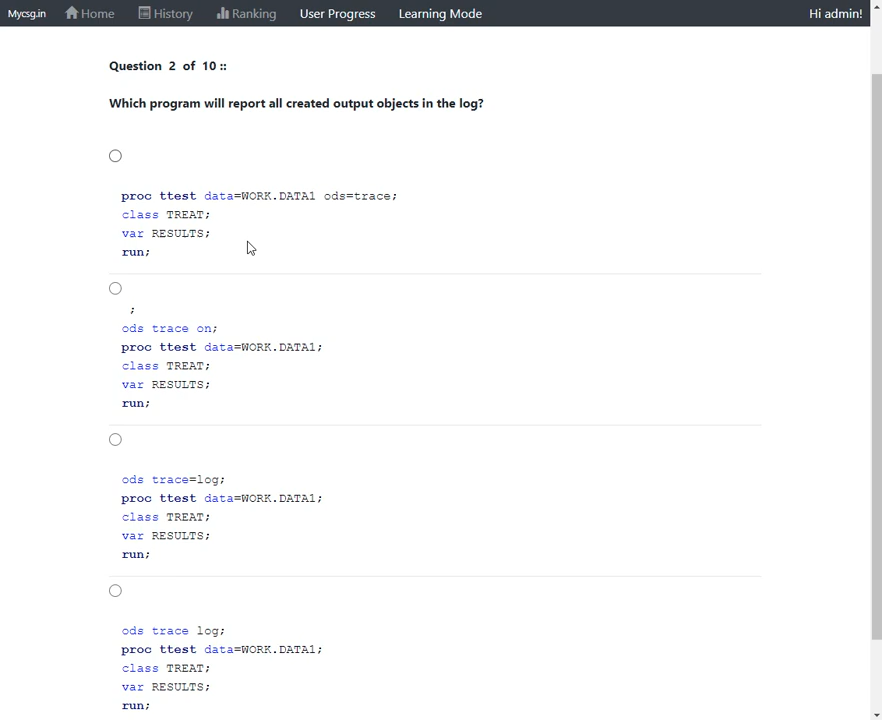 Mycsg.in Home History Ranking User Progress Learning Mode Hi admin!
Question 2 of 10 ::
Which program will report all created output objects in the log?
proc ttest data=WORK.DATA1 ods=trace;
class TREAT;
var RESULTS;
run;
;
ods trace on;
proc ttest data=WORK.DATA1;
class TREAT;
var RESULTS;
run;
ods trace=log;
proc ttest data=WORK.DATA1;
class TREAT;
var RESULTS;
run;
ods trace log;
proc ttest data=WORK.DATA1;
class TREAT;
var RESULTS;
run;